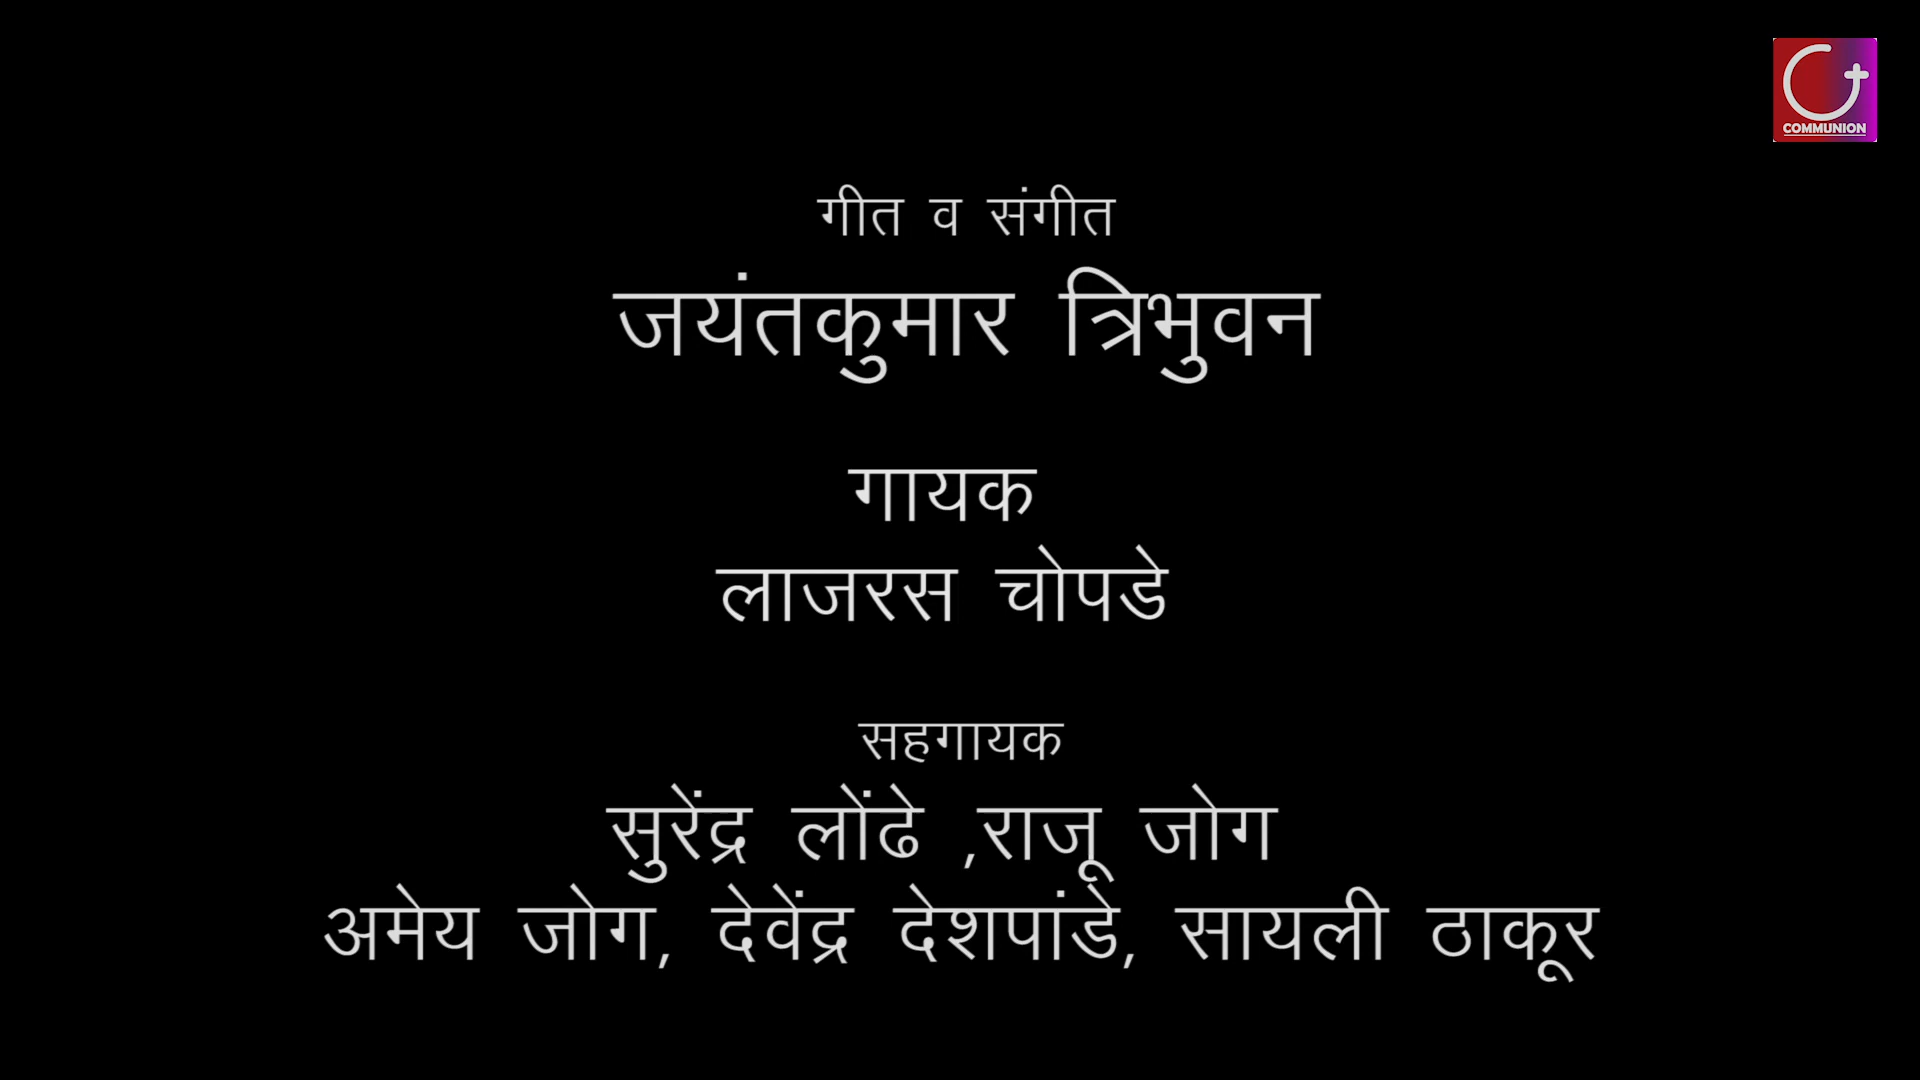 COMMUNION
गीत व संगीत
जयंतकुमार त्रिभुवन
गायक
लाजरस चोपडे
सहगायक
सुरेंद्र लोंढे ,राजू जोग
अमेय जोग, देवेंद्र देशपांडे, सायली ठाकूर